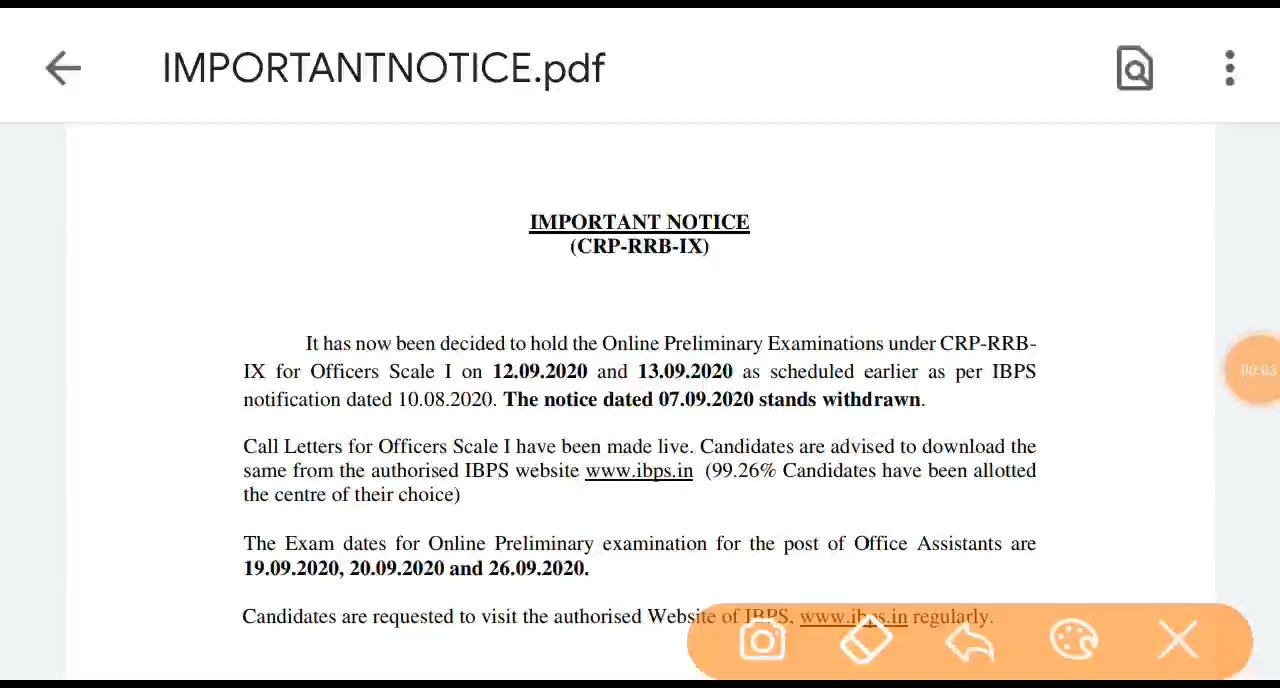 IMPORTANTNOTICE.pdf
IMPORTANT NOTICE
(CRP-RRB-IX)
It has now been decided to hold the Online Preliminary Examinations under CRP-RRB-
IX for Officers Scale I on 12.09.2020 and 13.09.2020 as scheduled earlier as per IBPS
notification dated 10.08.2020. The notice dated 07.09.2020 stands withdrawn.
00:03
Call Letters for Officers Scale I have been made live. Candidates are advised to download the
same from the authorised IBPS website www.ibps.in (99.26% Candidates have been allotted
the centre of their choice)
The Exam dates for Online Preliminary examination for the post of Office Assistants are
19.09.2020, 20.09.2020 and 26.09.2020.
Candidates are requested to visit the authorised Website of IBPS, www.ibps.in regularly.